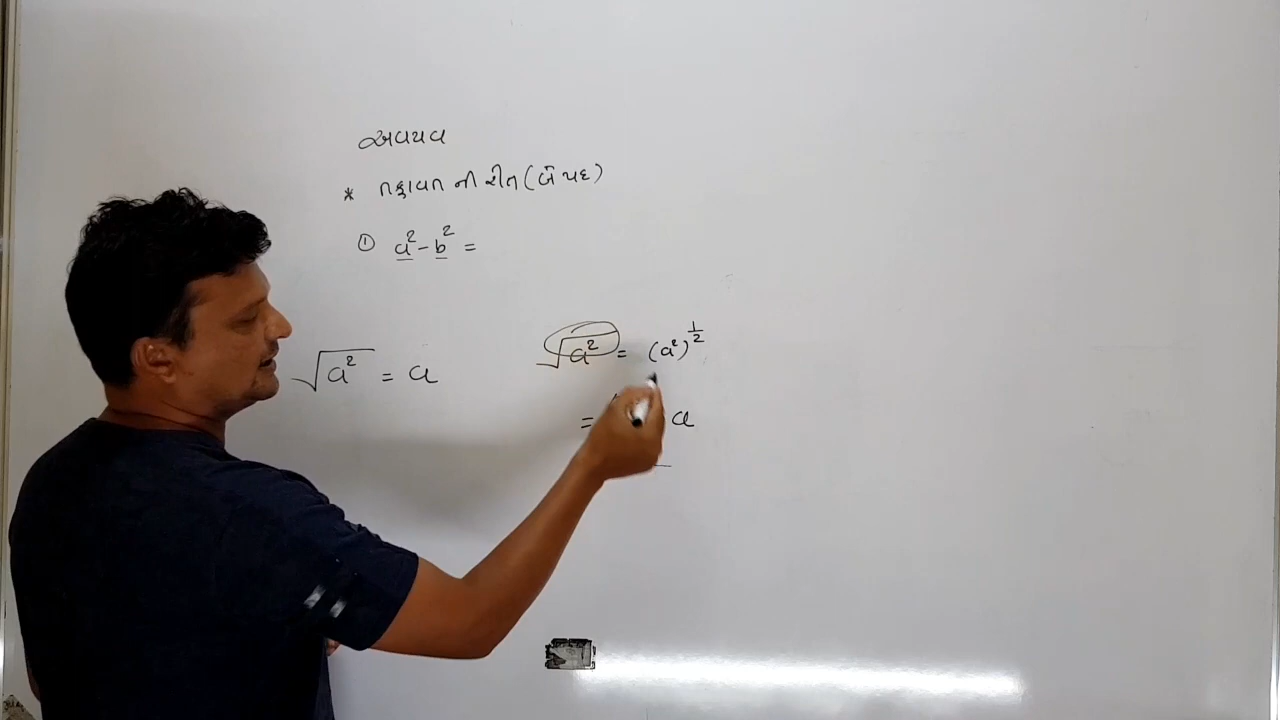 અવયવ
* તફાવત ની રીત (બે પદ)
① a² - b² =
√a² = a
√a² = (a²)^½
= a